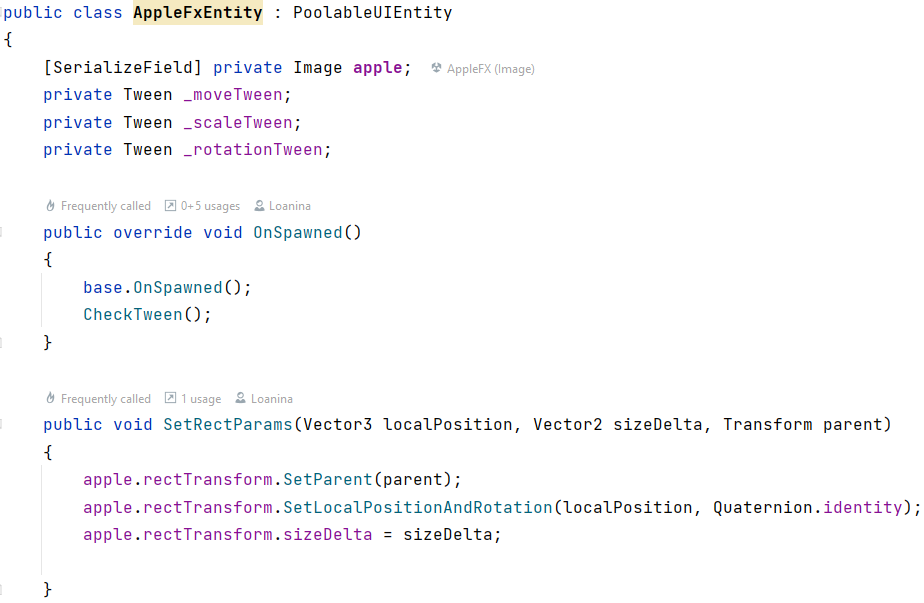 public class AppleFxEntity : PoolableUIEntity
{
[SerializeField] private Image apple; AppleFX (Image)
private Tween _moveTween;
private Tween _scaleTween;
private Tween _rotationTween;
Frequently called 0+5 usages Loanina
public override void OnSpawned()
{
base.OnSpawned();
CheckTween();
}
Frequently called 1 usage Loanina
public void SetRectParams(Vector3 localPosition, Vector2 sizeDelta, Transform parent)
{
apple.rectTransform.SetParent(parent);
apple.rectTransform.SetLocalPositionAndRotation(localPosition, Quaternion.identity);
apple.rectTransform.sizeDelta = sizeDelta;
}